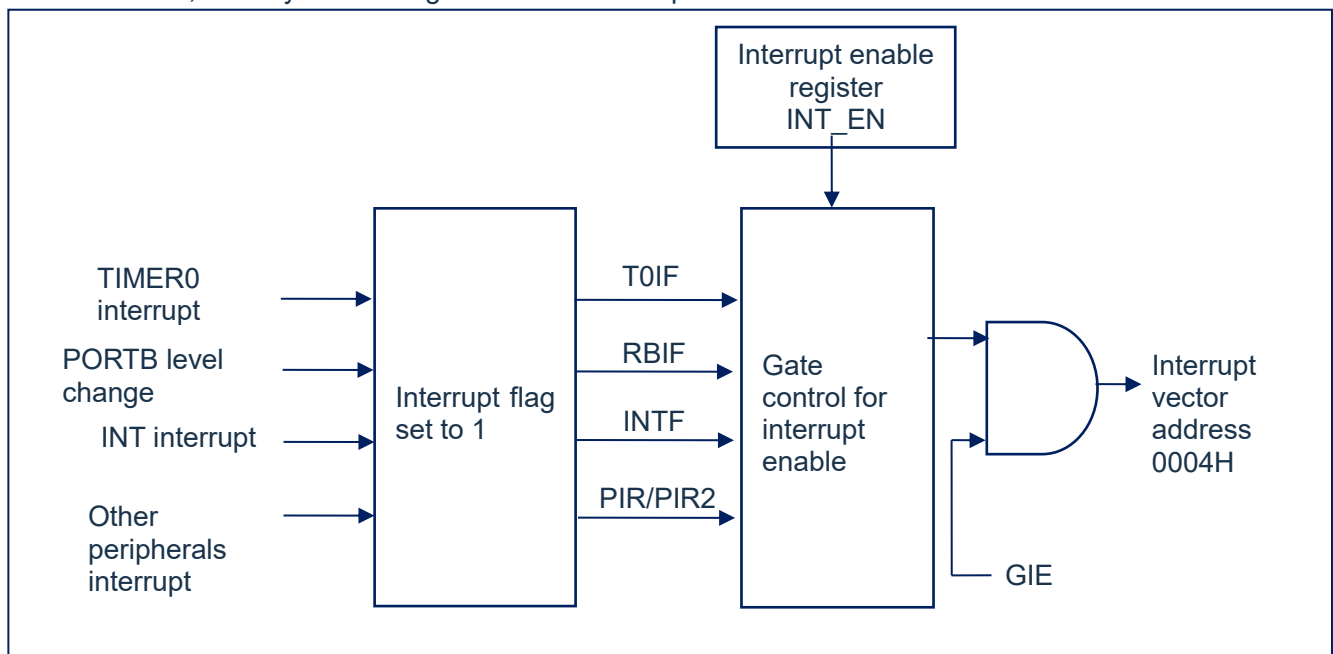 Interrupt enable
register
INT_EN
TIMER0
interrupt
PORTB level
change
INT interrupt
Other
peripherals
interrupt
Interrupt flag
set to 1
T0IF
RBIF
INTF
PIR/PIR2
Gate
control for
interrupt
enable
Interrupt
vector
address
0004H
GIE